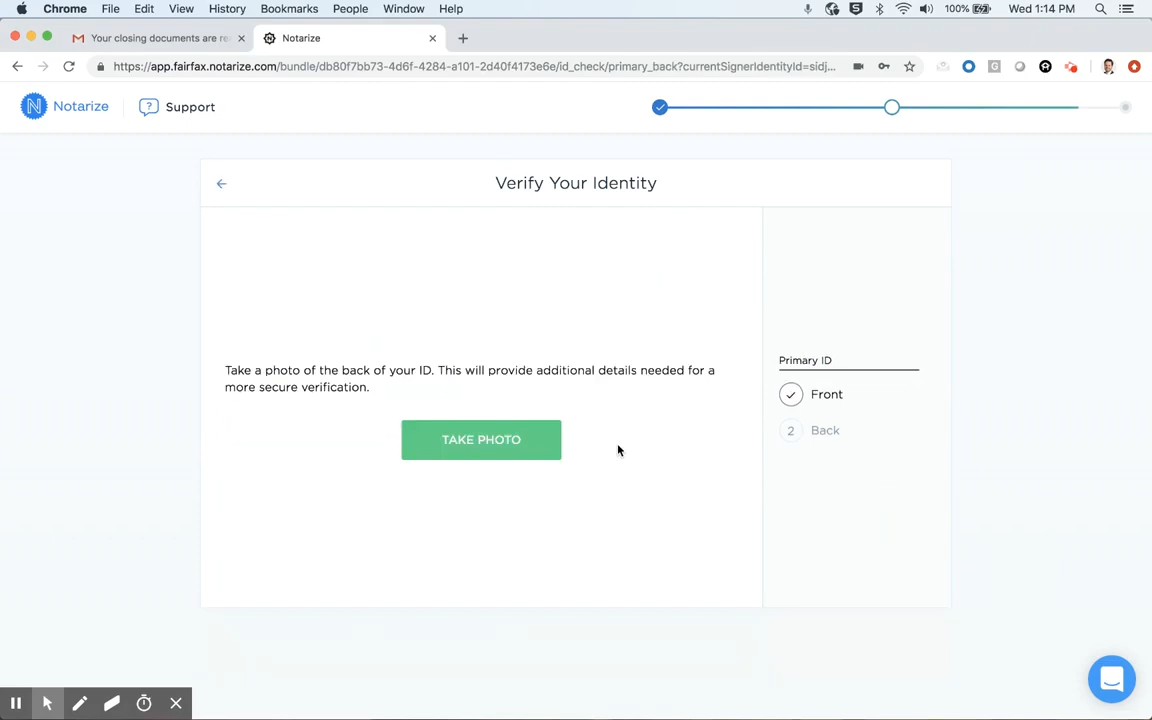 Chrome File Edit View History Bookmarks People Window Help 100% Wed 1:14 PM
Your closing documents are re
Notarize
https://app.fairfax.notarize.com/bundle/db80f7bb73-4d6f-4284-a101-2d40f4173e6e/id_check/primary_back?currentSignerIdentityId=sidj...
N Notarize ? Support
Verify Your Identity
Take a photo of the back of your ID. This will provide additional details needed for a
more secure verification.
TAKE PHOTO
Primary ID
Front
2 Back